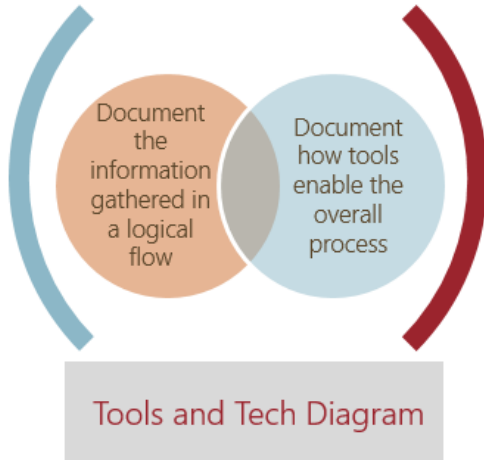 Document
the
information
gathered in
a logical
flow
Document
how tools
enable the
overall
process
Tools and Tech Diagram